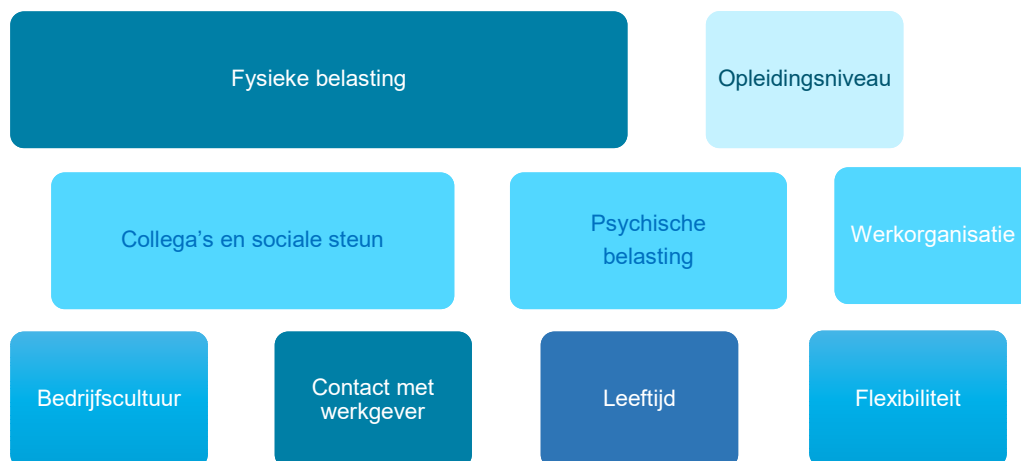 Fysieke belasting
Opleidingsniveau
Collega’s en sociale steun
Psychische
belasting
Werkorganisatie
Bedrijfscultuur
Contact met
werkgever
Leeftijd
Flexibiliteit